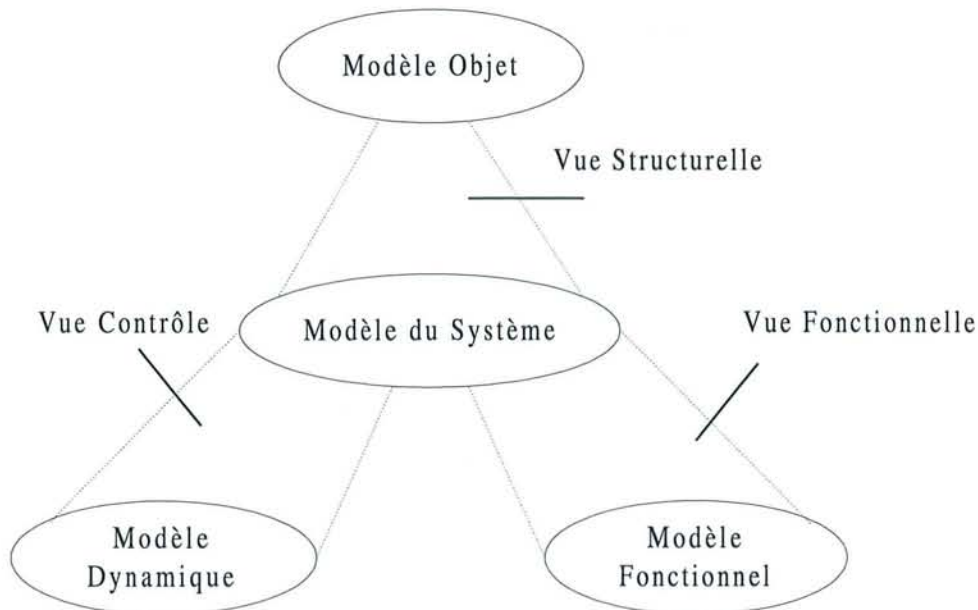 Modèle Objet
Vue Structurelle
Vue Contrôle
Modèle du Système
Vue Fonctionnelle
Modèle
Dynamique
Modèle
Fonctionnel